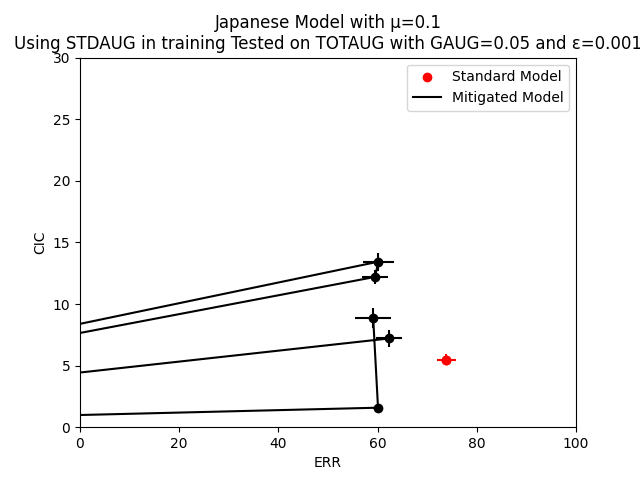 Japanese Model with μ=0.1
Using STDAUG in training Tested on TOTAUG with GAUG=0.05 and ε=0.001
30
25
20
15
10
5
0
CIC
Standard Model
Mitigated Model
0 20 40 60 80 100
ERR